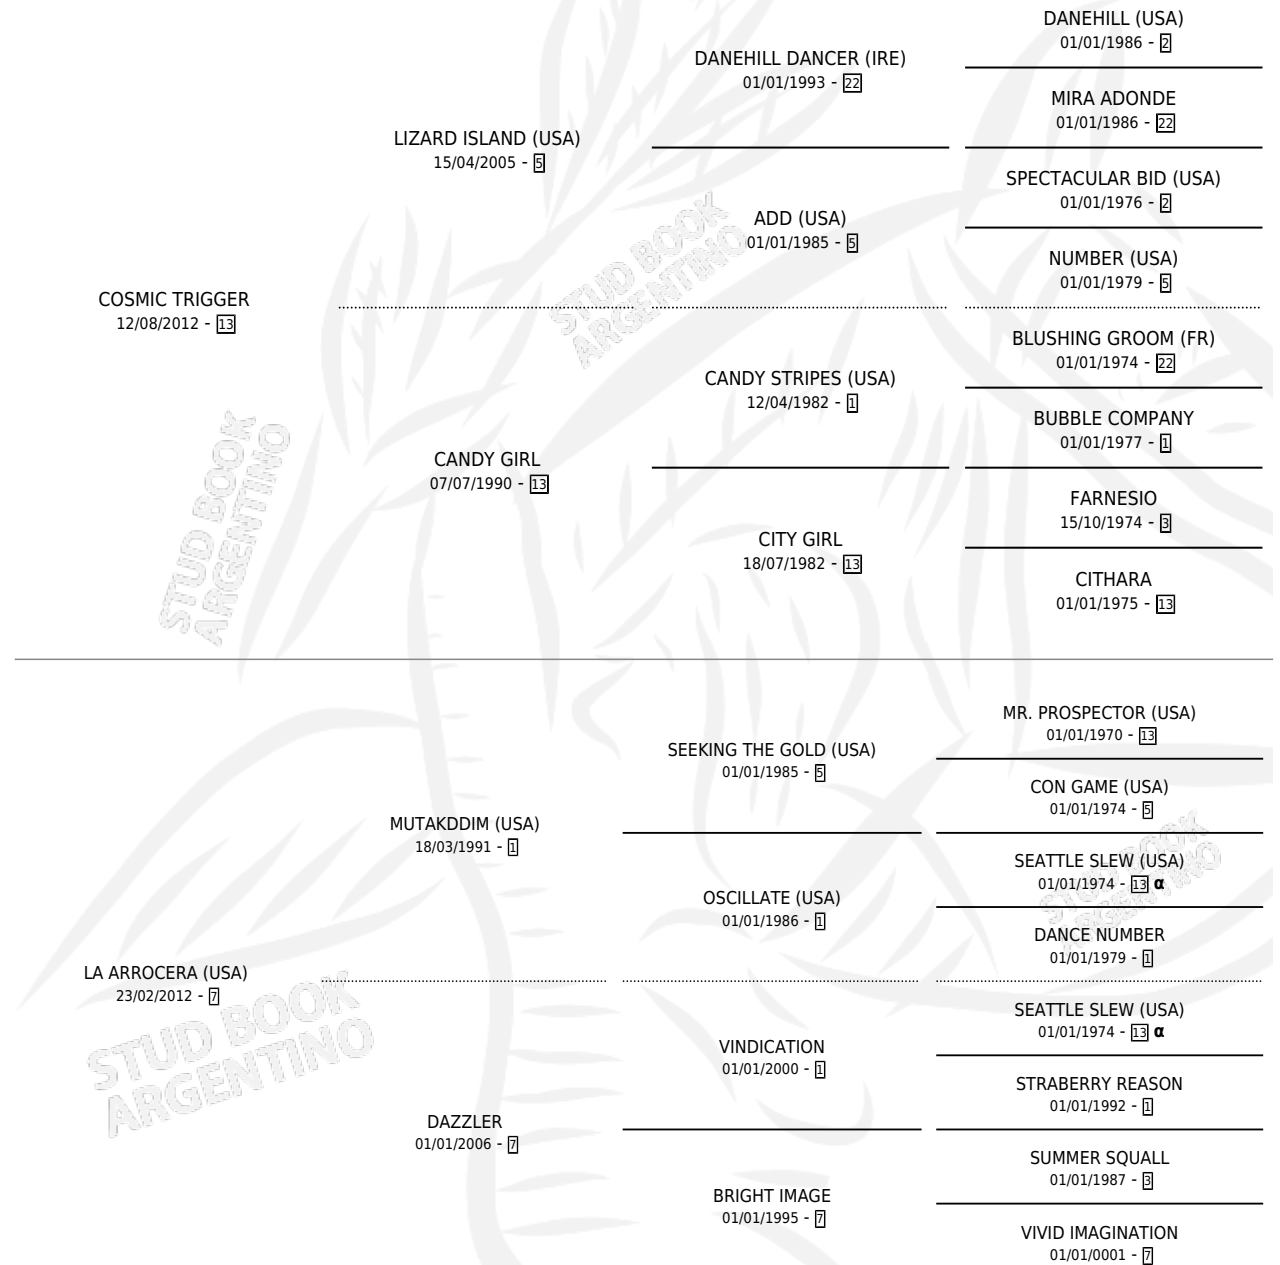 DANEHILL (USA)
01/01/1986 - 2
DANEHILL DANCER (IRE)
01/01/1993 - 22
MIRA ADONDE
01/01/1986 - 22
LIZARD ISLAND (USA)
15/04/2005 - 5
SPECTACULAR BID (USA)
01/01/1976 - 2
ADD (USA)
01/01/1985 - 5
NUMBER (USA)
01/01/1979 - 5
COSMIC TRIGGER
12/08/2012 - 13
BLUSHING GROOM (FR)
01/01/1974 - 22
CANDY STRIPES (USA)
12/04/1982 - 1
BUBBLE COMPANY
01/01/1977 - 1
CANDY GIRL
07/07/1990 - 13
FARNESIO
15/10/1974 - 3
CITY GIRL
18/07/1982 - 13
CITHARA
01/01/1975 - 13
MR. PROSPECTOR (USA)
01/01/1970 - 13
SEEKING THE GOLD (USA)
01/01/1985 - 5
CON GAME (USA)
01/01/1974 - 5
MUTAKDDIM (USA)
18/03/1991 - 1
SEATTLE SLEW (USA)
01/01/1974 - 13 α
OSCILLATE (USA)
01/01/1986 - 1
DANCE NUMBER
01/01/1979 - 1
LA ARROCERA (USA)
23/02/2012 - 7
SEATTLE SLEW (USA)
01/01/1974 - 13 α
VINDICATION
01/01/2000 - 1
STRABERRY REASON
01/01/1992 - 1
DAZZLER
01/01/2006 - 7
SUMMER SQUALL
01/01/1987 - 3
BRIGHT IMAGE
01/01/1995 - 7
VIVID IMAGINATION
01/01/0001 - 7
STUD BOOK
ARGENTINO
STUD BOOK
ARGENTINO
STUD BOOK
ARGENTINO
STUD BOOK
ARGENTINO